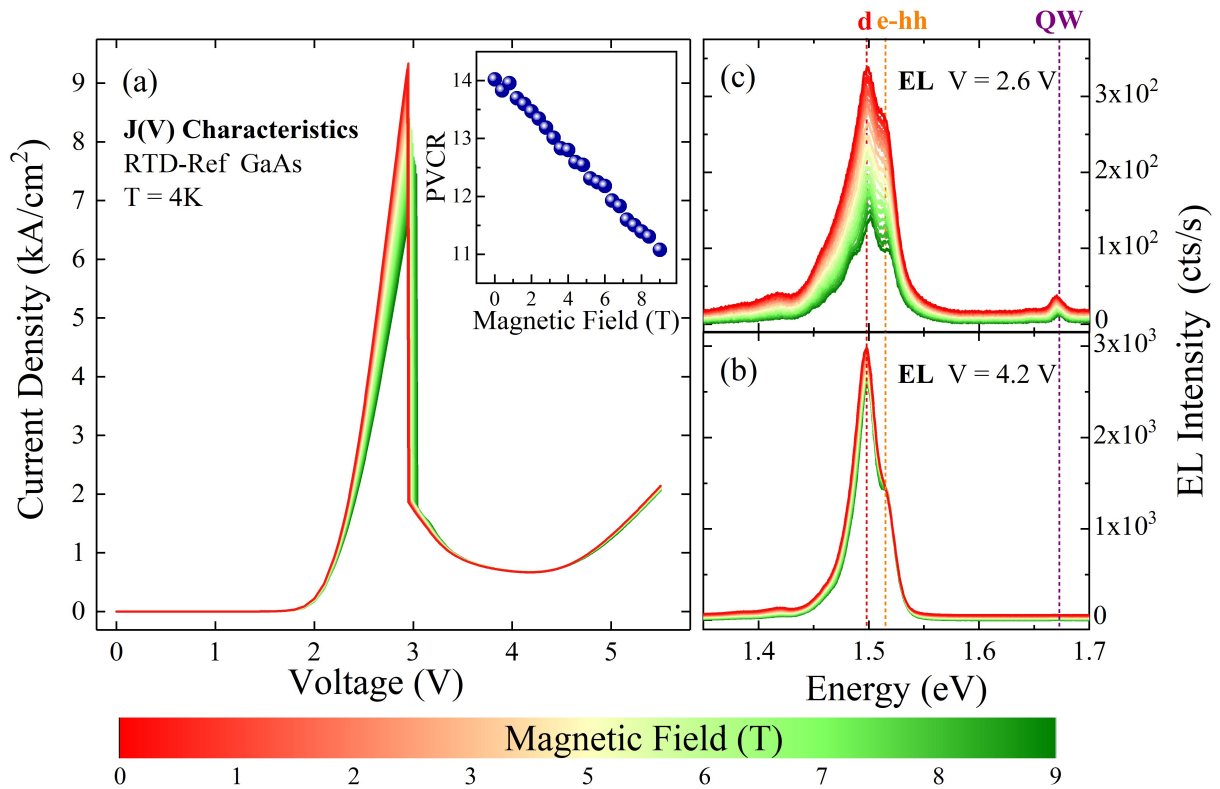 (a)
J(V) Characteristics
RTD-Ref GaAs
T = 4K
Current Density (kA/cm²)
9
8
7
6
5
4
3
2
1
0
0 1 2 3 4 5
Voltage (V)
PVCR
14
13
12
11
0 2 4 6 8
Magnetic Field (T)
d e-hh QW
(c) EL V = 2.6 V
3x10²
2x10²
1x10²
0
(b) EL V = 4.2 V
3x10³
2x10³
1x10³
0
EL Intensity (cts/s)
1.4 1.5 1.6 1.7
Energy (eV)
Magnetic Field (T)
0 1 2 3 5 6 7 8 9